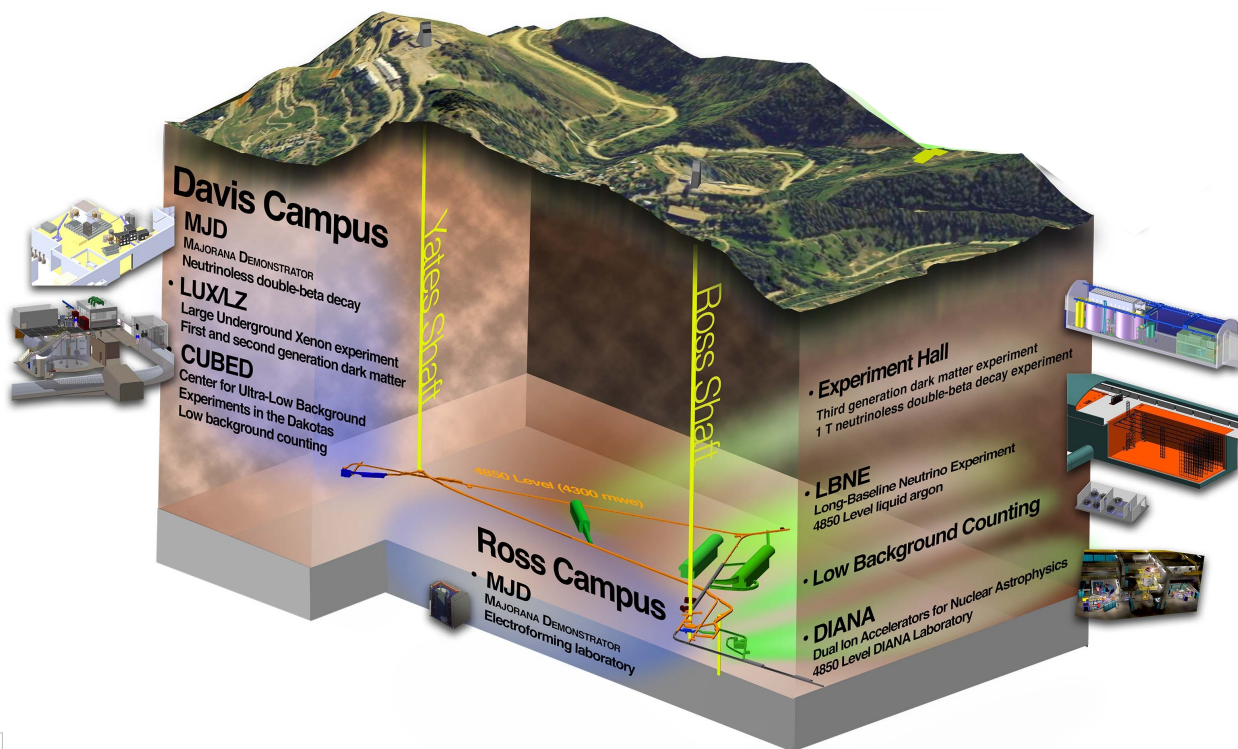 Davis Campus
• MJD
MAJORANA DEMONSTRATOR
Neutrinoless double-beta decay
• LUX/LZ
Large Underground Xenon experiment
First and second generation dark matter
CUBED
Center for Ultra-Low Background
Experiments in the Dakotas
Low background counting
Yates Shaft
Ross Shaft
4850 Level (4300 mwe)
Ross Campus
• MJD
MAJORANA DEMONSTRATOR
Electroforming laboratory
• Experiment Hall
Third generation dark matter experiment
1 T neutrinoless double-beta decay experiment
• LBNE
Long-Baseline Neutrino Experiment
4850 Level liquid argon
• Low Background Counting
• DIANA
Dual Ion Accelerators for Nuclear Astrophysics
4850 Level DIANA Laboratory